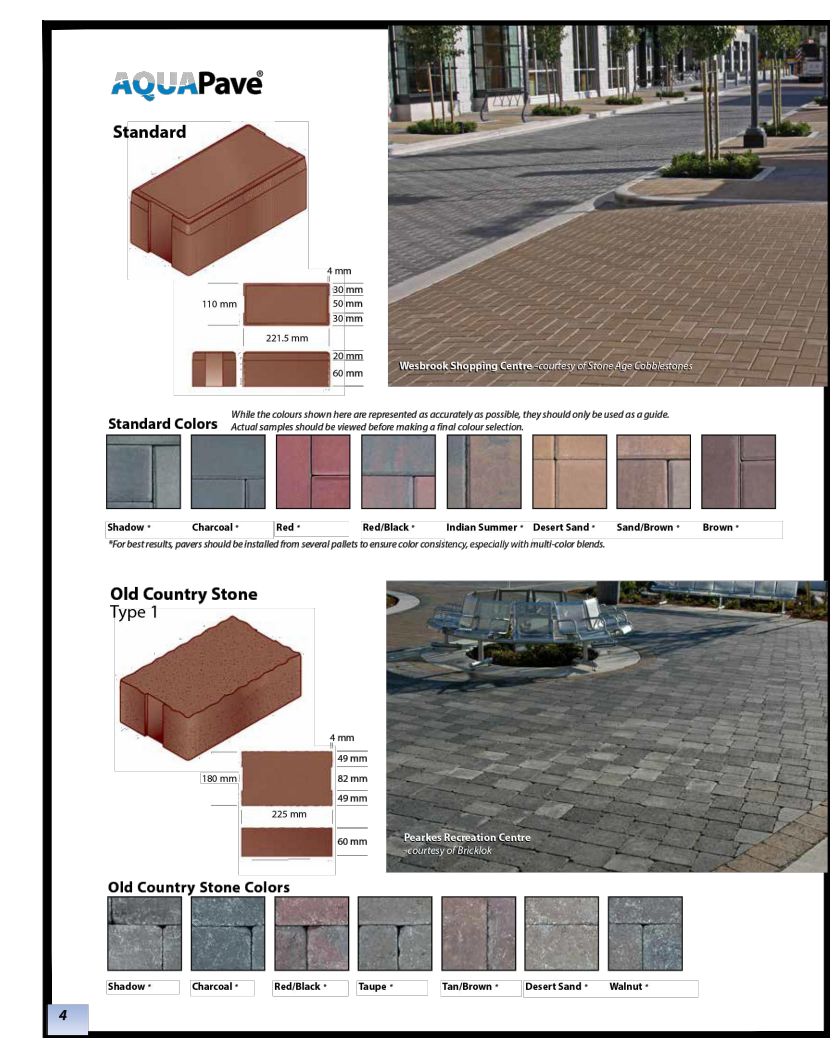 AQUAPave®
Standard
4 mm
110 mm
30 mm
50 mm
30 mm
221.5 mm
20 mm
60 mm
Wesbrook Shopping Centre -courtesy of Stone Age Cobblestones
Standard Colors
While the colours shown here are represented as accurately as possible, they should only be used as a guide.
Actual samples should be viewed before making a final colour selection.
Shadow * Charcoal * Red * Red/Black * Indian Summer * Desert Sand * Sand/Brown * Brown *
*For best results, pavers should be installed from several pallets to ensure color consistency, especially with multi-color blends.
Old Country Stone
Type 1
4 mm
49 mm
180 mm
82 mm
49 mm
225 mm
60 mm
Pearkes Recreation Centre
-courtesy of Bricklok
Old Country Stone Colors
Shadow * Charcoal * Red/Black * Taupe * Tan/Brown * Desert Sand * Walnut *
4